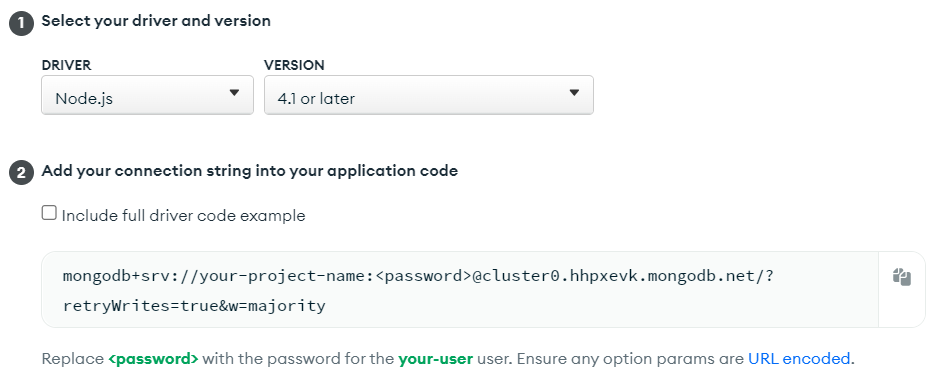 1 Select your driver and version
DRIVER VERSION
Node.js 4.1 or later
2 Add your connection string into your application code
Include full driver code example
mongodb+srv://your-project-name:<password>@cluster0.hhpxevk.mongodb.net/?
retryWrites=true&w=majority
Replace <password> with the password for the your-user user. Ensure any option params are URL encoded.